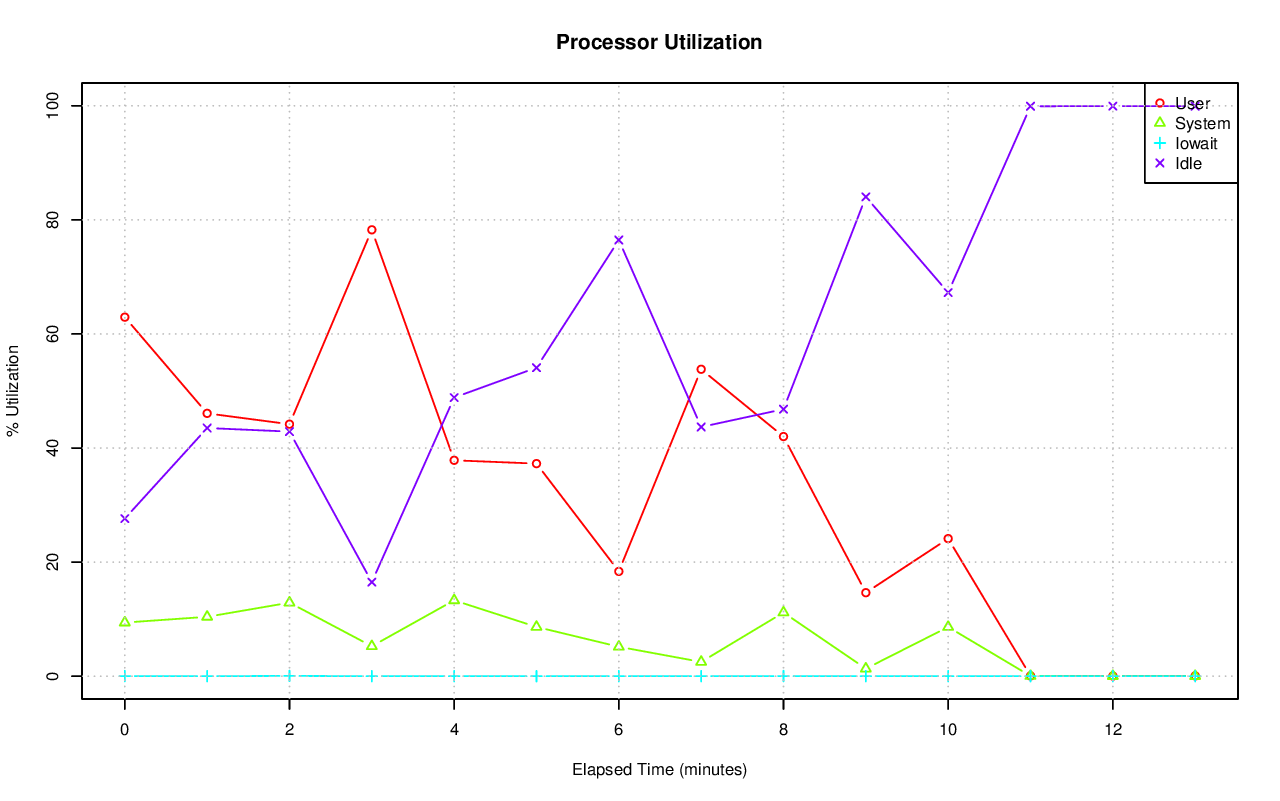 Processor Utilization
% Utilization
100
80
60
40
20
0
User
System
Iowait
Idle
0 2 4 6 8 10 12
Elapsed Time (minutes)